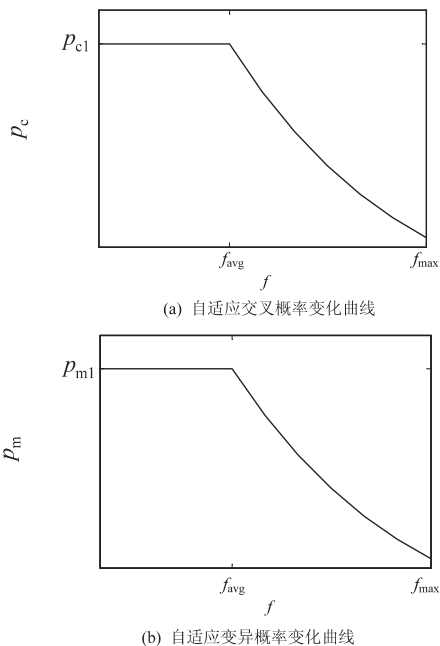 pc1
pc
favg
fmax
f
(a) 自适应交叉概率变化曲线
pm1
pm
favg
fmax
f
(b) 自适应变异概率变化曲线